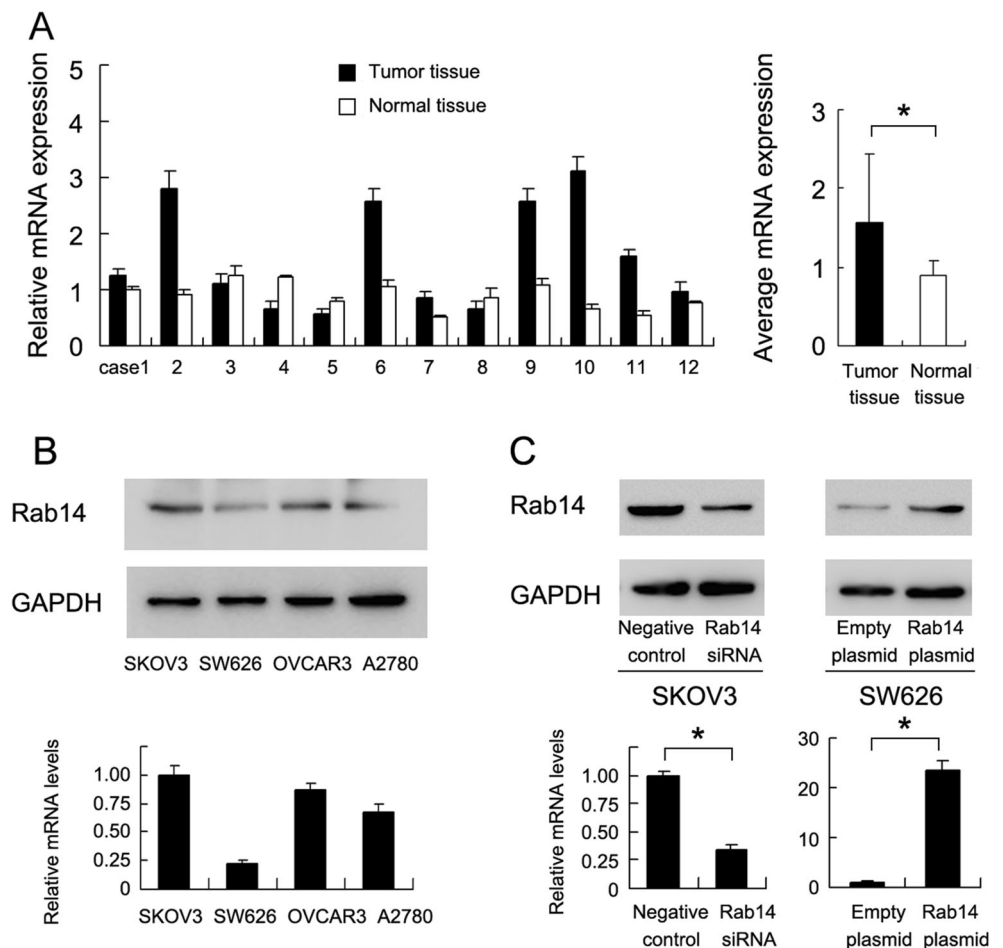 A
Relative mRNA expression
5
4
3
2
1
0
Tumor tissue
Normal tissue
case1 2 3 4 5 6 7 8 9 10 11 12
Average mRNA expression
3
2
1
0
*
Tumor tissue
Normal tissue
B
Rab14
GAPDH
SKOV3 SW626 OVCAR3 A2780
Relative mRNA levels
1.00
0.75
0.50
0.25
0
SKOV3 SW626 OVCAR3 A2780
C
Rab14
GAPDH
Negative control
Rab14 siRNA
Empty plasmid
Rab14 plasmid
SKOV3
SW626
Relative mRNA levels
1.00
0.75
0.50
0.25
0
*
Negative control
Rab14 siRNA
30
20
10
0
*
Empty plasmid
Rab14 plasmid